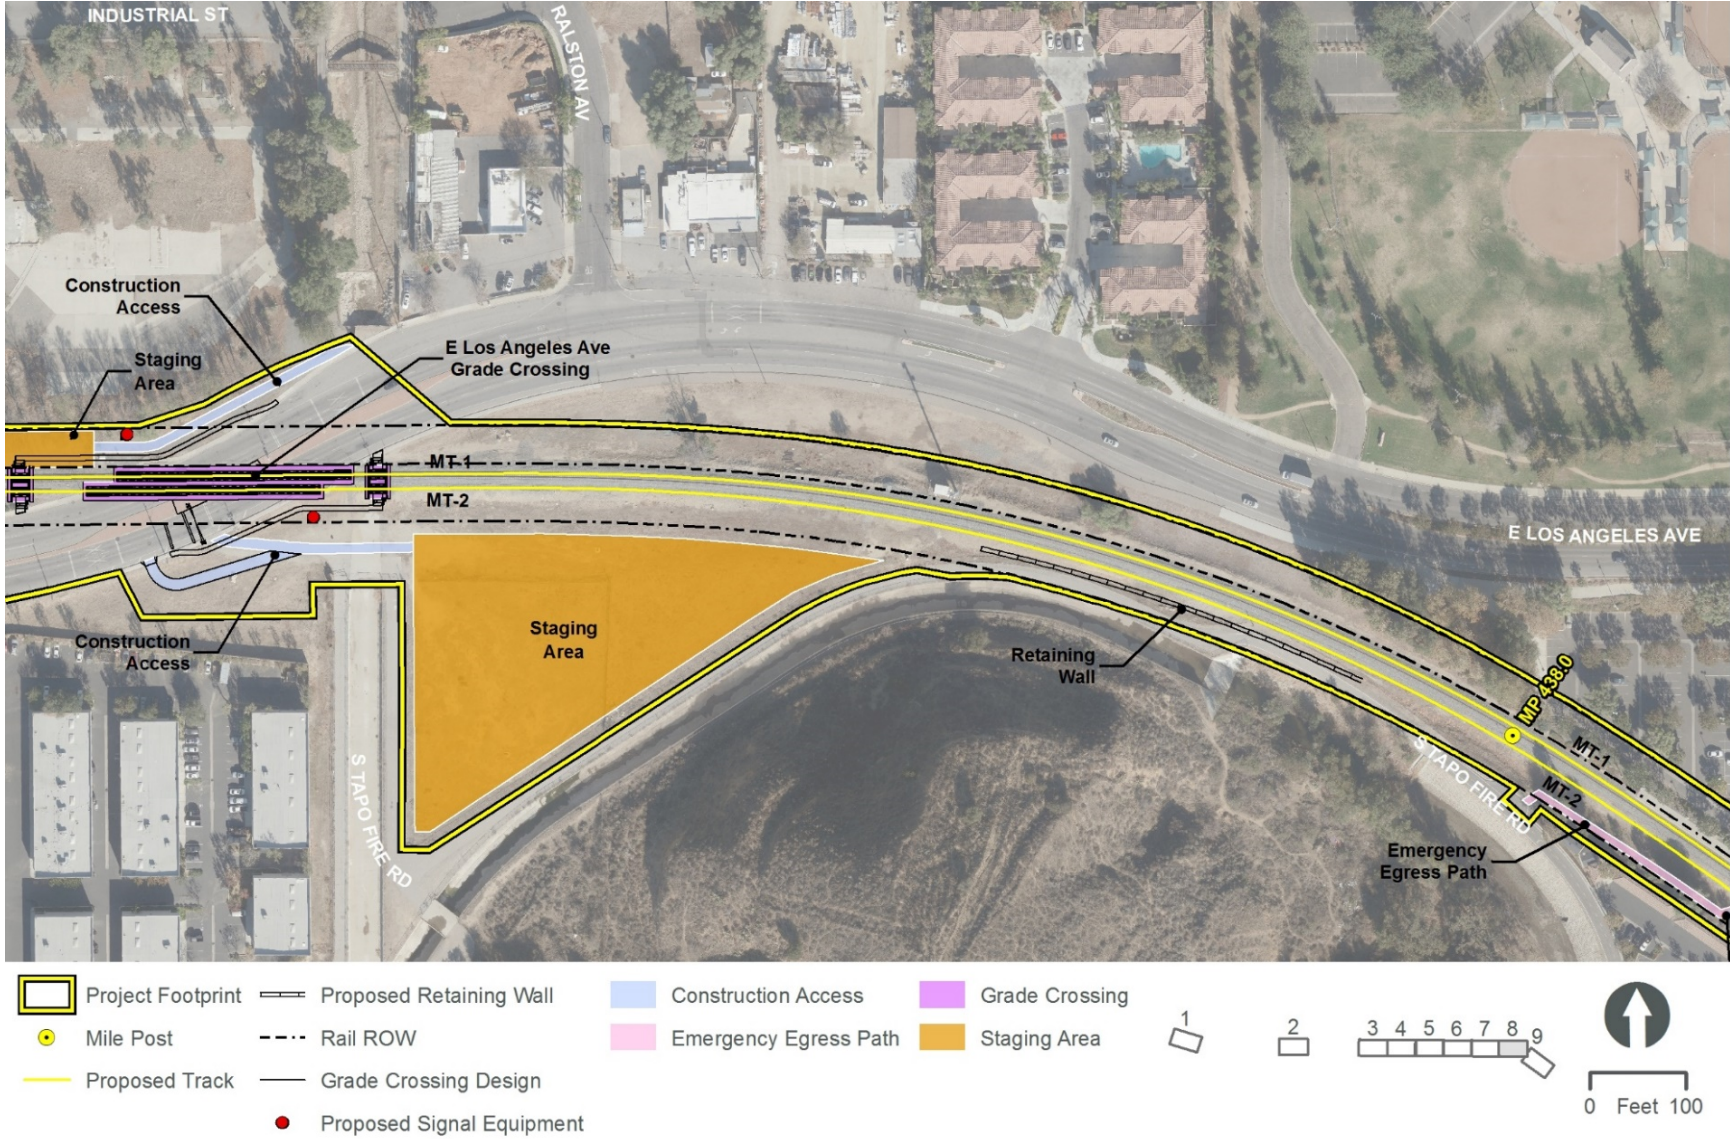 INDUSTRIAL ST
RALSTON AV
Construction
Access
Staging
Area
E Los Angeles Ave
Grade Crossing
MT-1
MT-2
E LOS ANGELES AVE
Staging
Area
Construction
Access
Retaining
Wall
MP 438.0
MT-1
MT-2
S TAPO FIRE RD
S TAPO FIRE RD
Emergency
Egress Path
Project Footprint
Mile Post
Proposed Track
Proposed Retaining Wall
Rail ROW
Grade Crossing Design
Proposed Signal Equipment
Construction Access
Emergency Egress Path
Grade Crossing
Staging Area
1 2 3 4 5 6 7 8 9
0 Feet 100